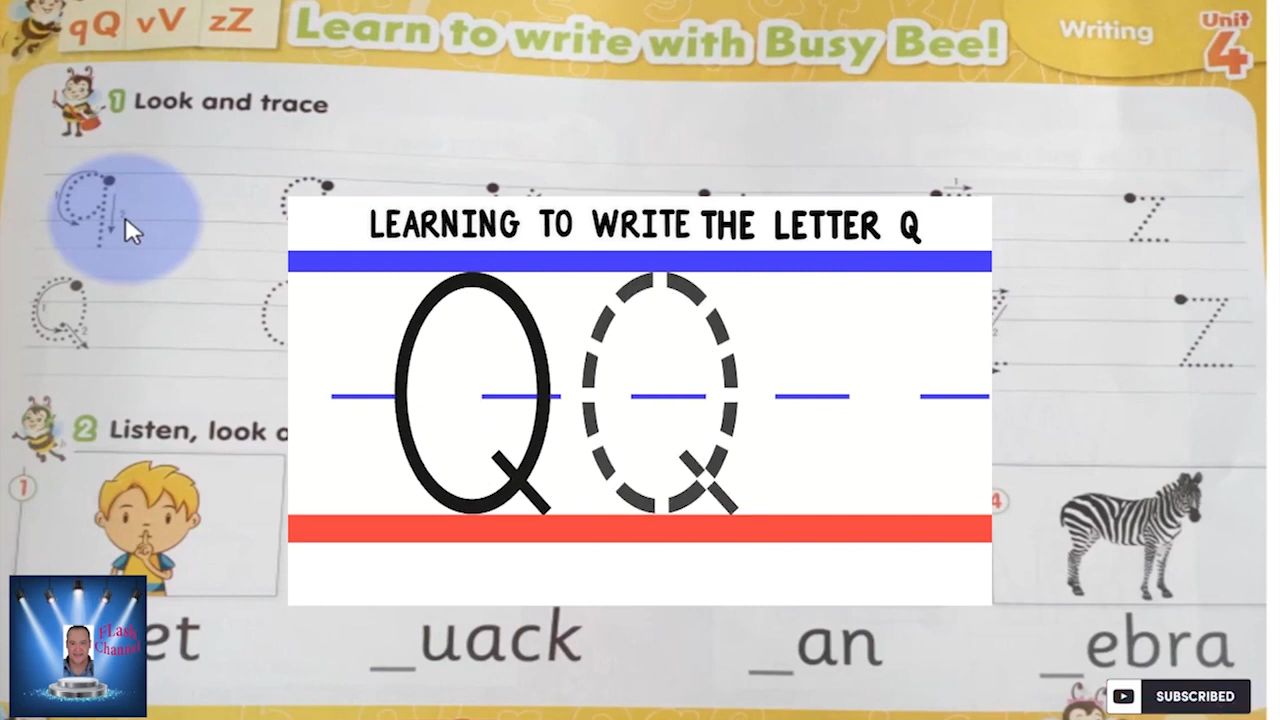 qQ vV zZ
Learn to write with Busy Bee!
Writing
Unit
4
1 Look and trace
q
Q
z
Z
LEARNING TO WRITE THE LETTER Q
Q Q
2 Listen, look
1
4
et
_uack
_an
_ebra
FLash
Channel
SUBSCRIBED